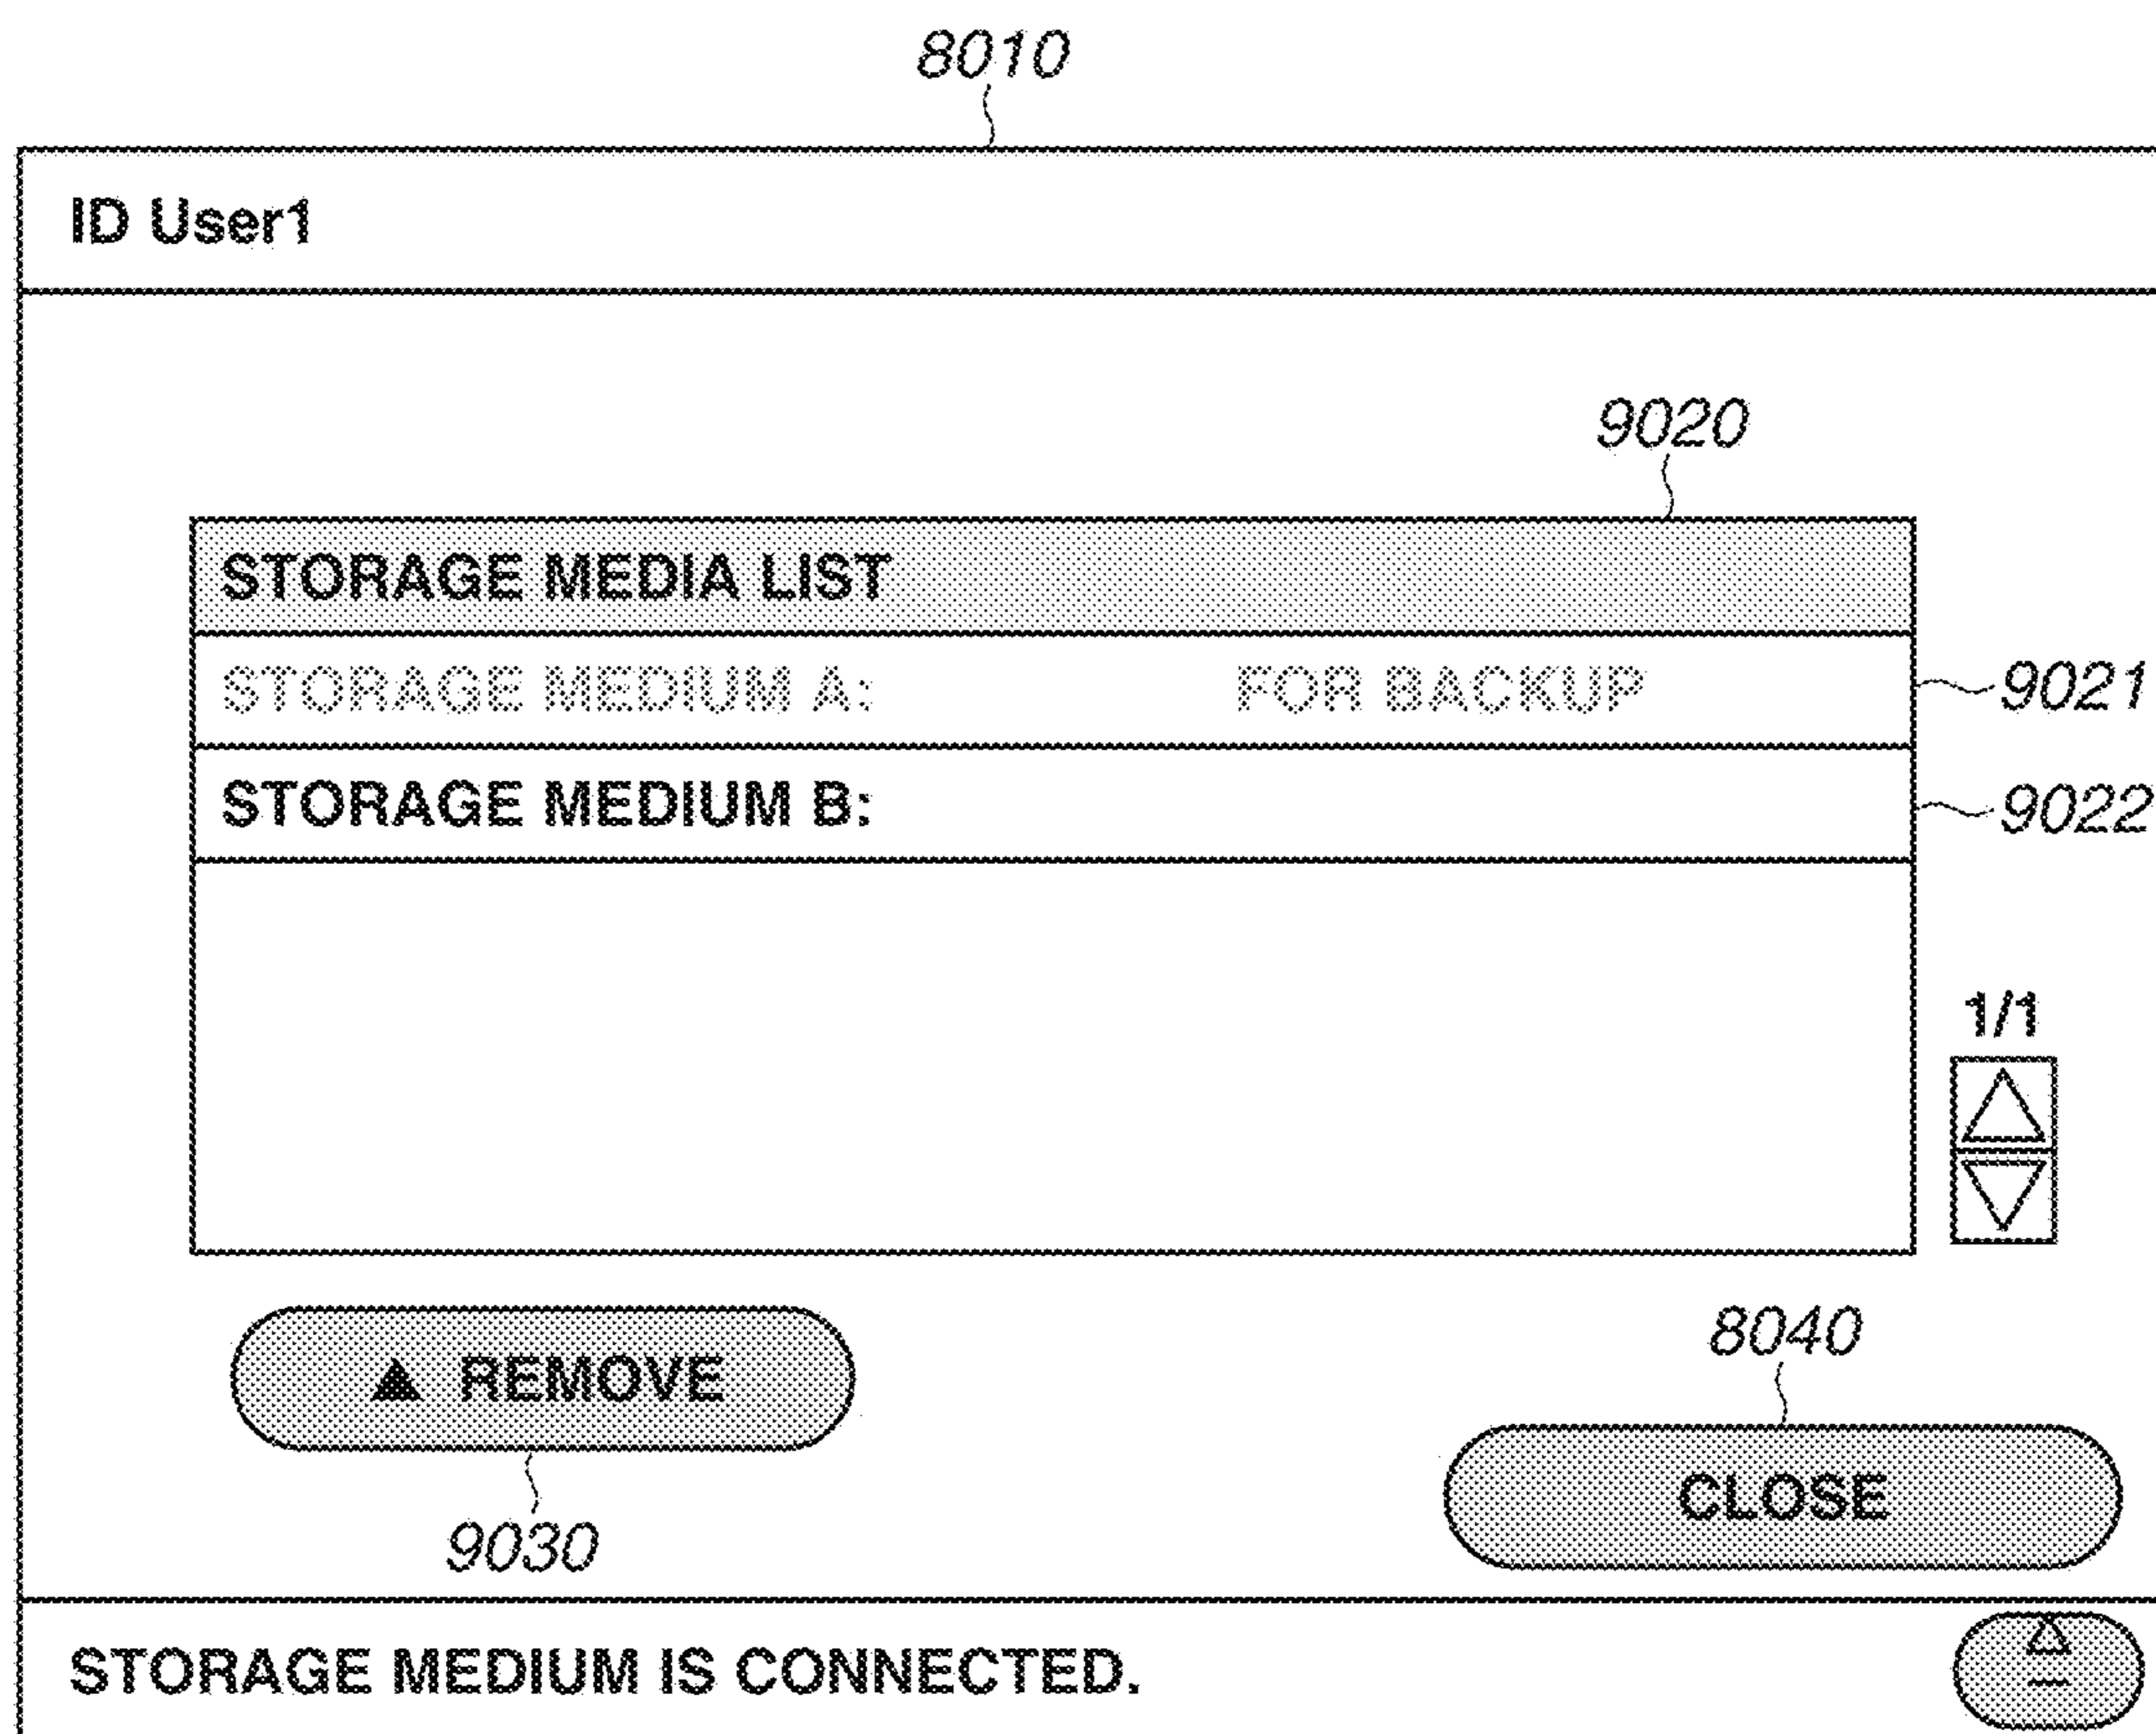 8010
ID User1
9020
STORAGE MEDIA LIST
STORAGE MEDIUM A: FOR BACKUP 9021
STORAGE MEDIUM B: 9022
1/1
▲ REMOVE
8040
CLOSE
9030
STORAGE MEDIUM IS CONNECTED.